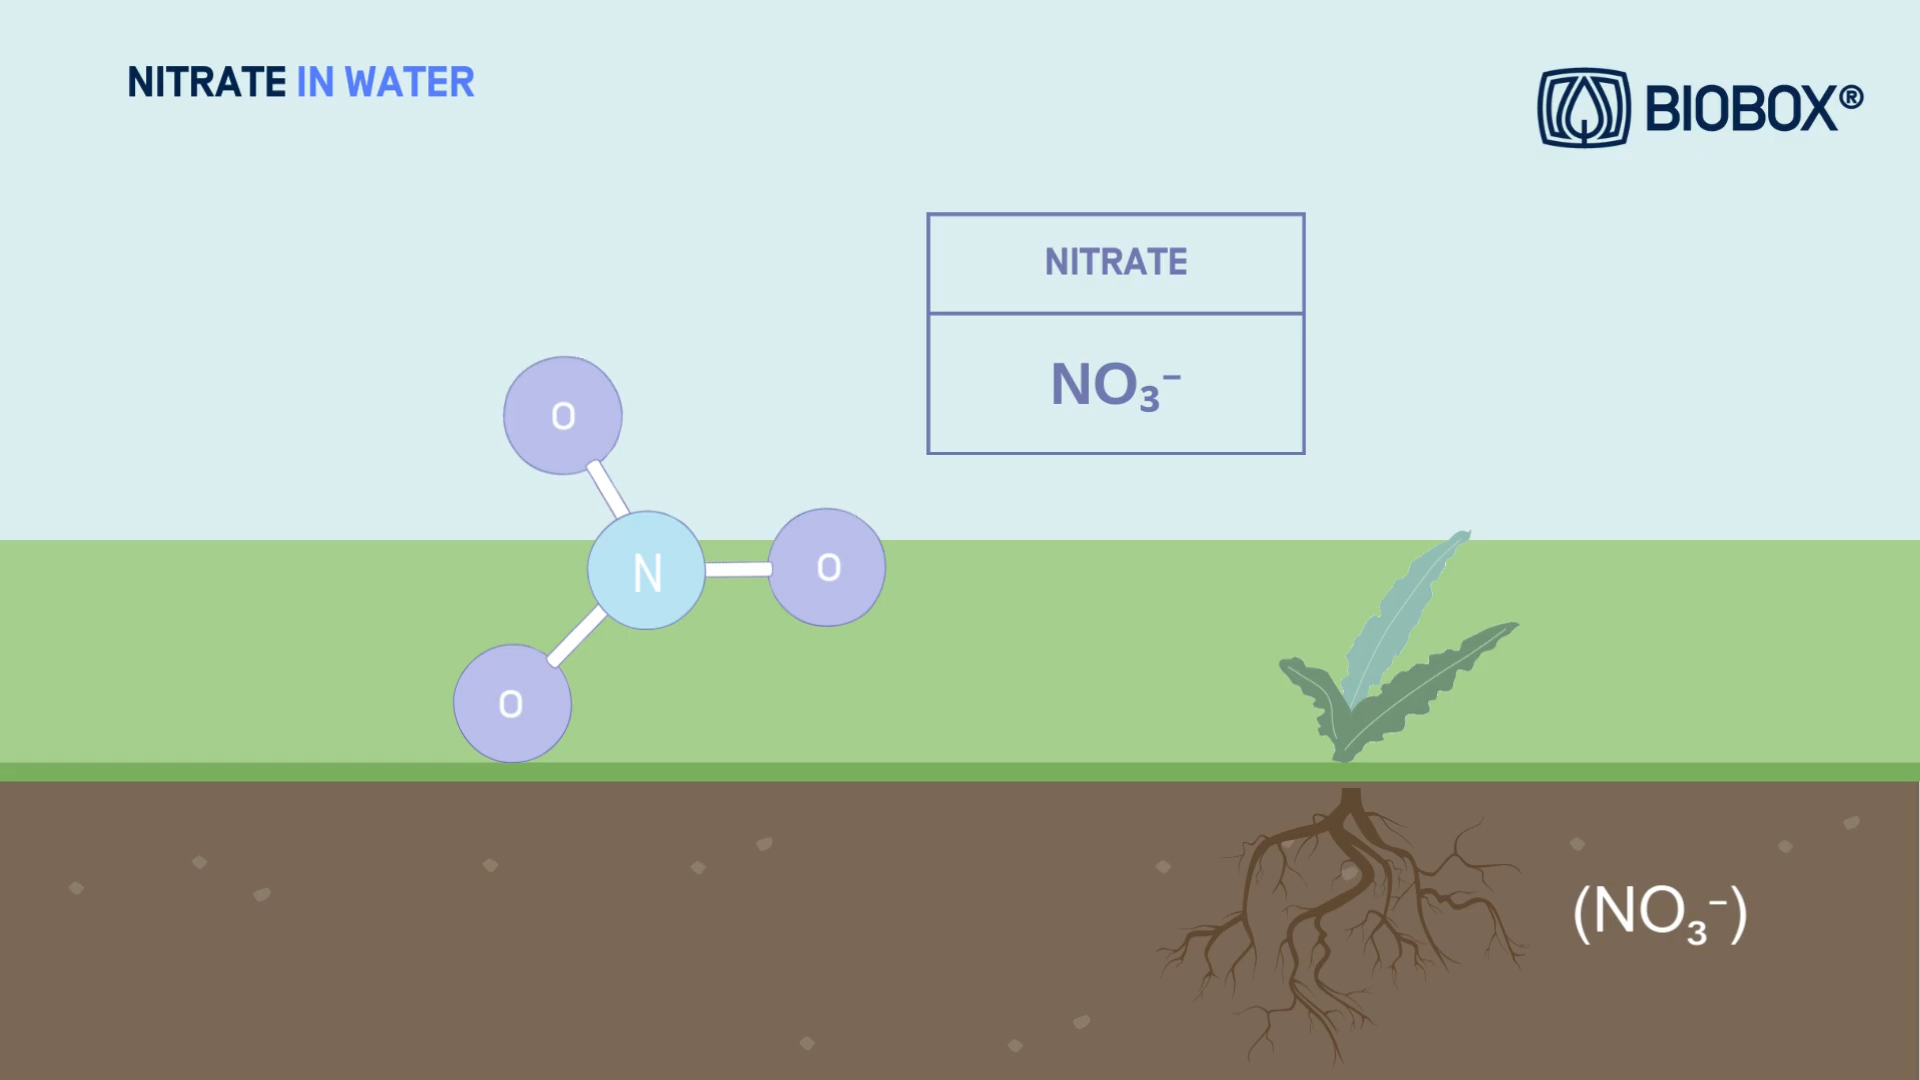 NITRATE IN WATER
BIOBOX®
NITRATE
NO₃⁻
O
N
O
O
(NO₃⁻)